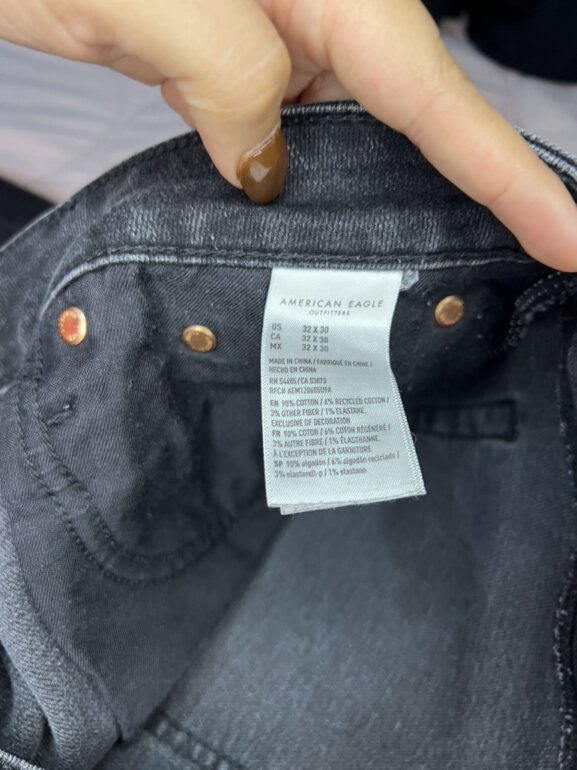 AMERICAN EAGLE
OUTFITTERS
US 32 X 30
CA 32 X 30
MX 32 X 30
MADE IN CHINA / FABRIQUÉ EN CHINE /
HECHO EN CHINA
RN 54485/CA 03873
RFC# AEM120605U9A
EN 90% COTTON / 6% RECYCLED COTTON /
3% OTHER FIBER / 1% ELASTANE.
EXCLUSIVE OF DECORATION
FR 90% COTON / 6% COTON RÉGÉNÉRÉ /
3% AUTRE FIBRE / 1% ÉLASTHANNE.
À L'EXCEPTION DE LA GARNITURE
SP 90% algodón / 6% algodón reciclado /
3% elasterell-p / 1% elastano